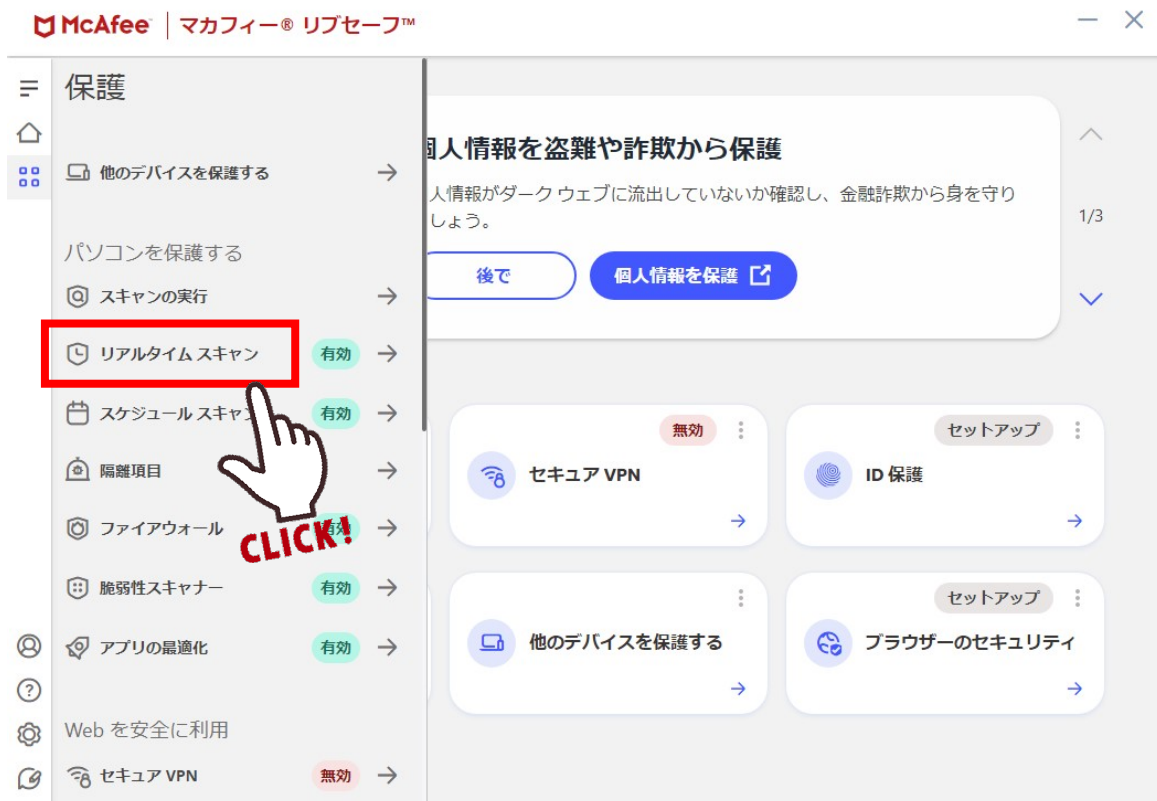 McAfee マカフィー® リブセーフ™
保護
他のデバイスを保護する
パソコンを保護する
スキャンの実行
リアルタイム スキャン 有効
スケジュール スキャン 有効
隔離項目
ファイアウォール 有効
CLICK!
脆弱性スキャナー 有効
アプリの最適化 有効
Web を安全に利用
セキュア VPN 無効
個人情報を盗難や詐欺から保護
人情報がダーク ウェブに流出していないか確認し、金融詐欺から身を守り
しょう。
後で
個人情報を保護
1/3
無効
セキュア VPN
セットアップ
ID 保護
他のデバイスを保護する
セットアップ
ブラウザーのセキュリティ